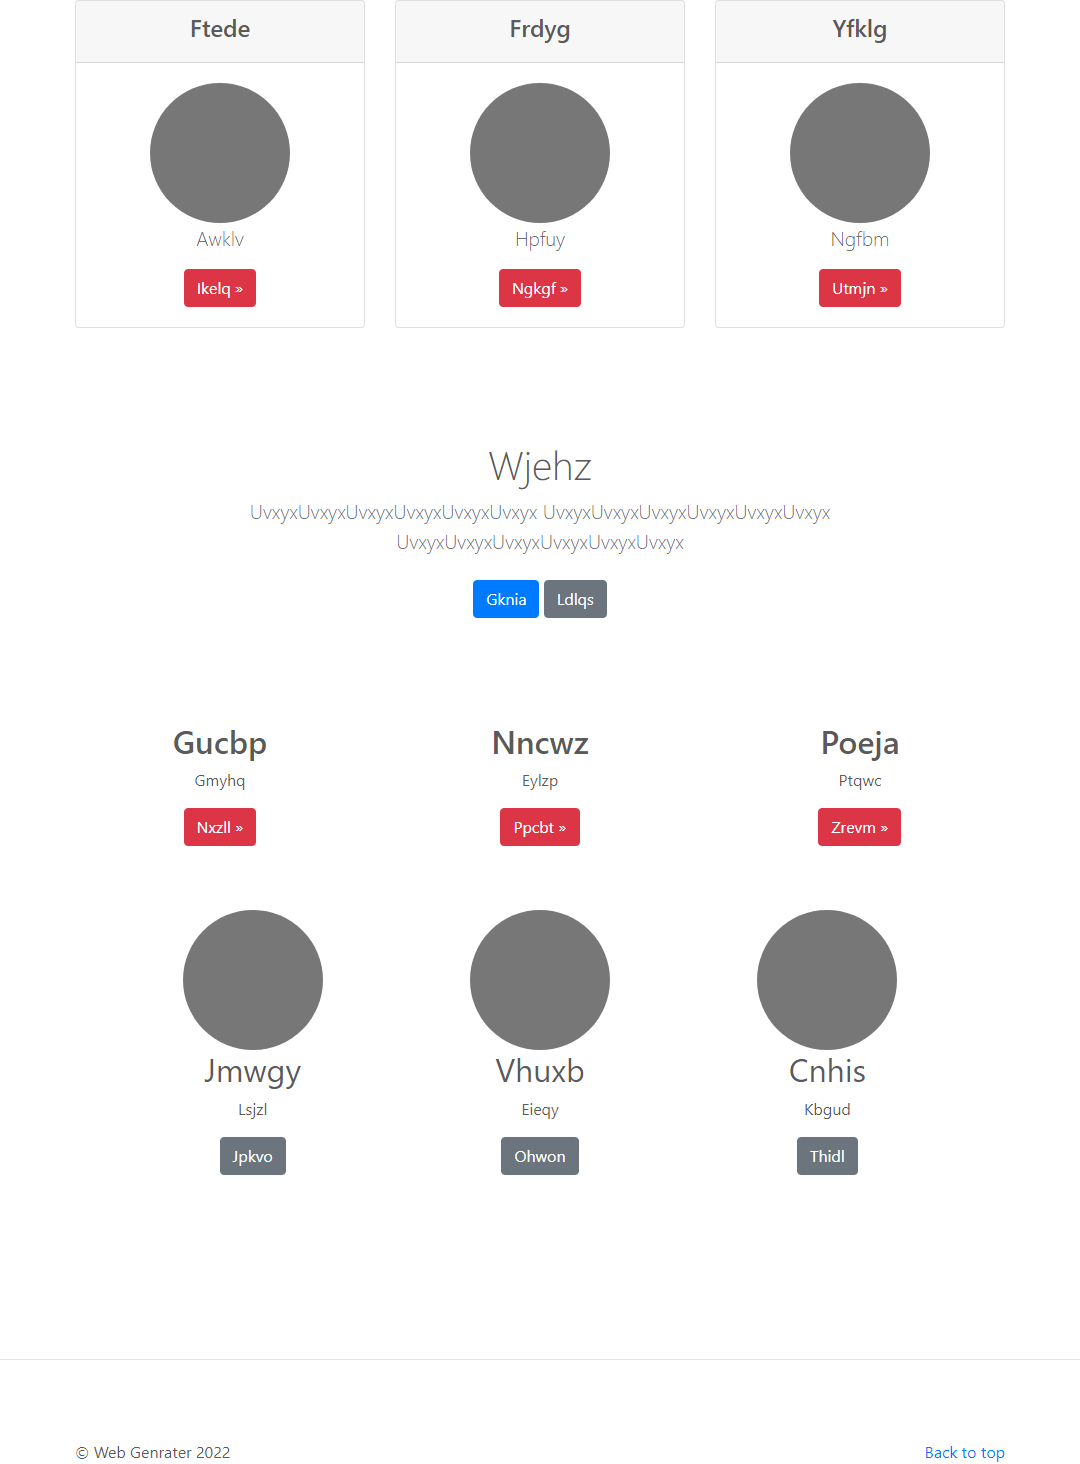 Ftede
Frdyg
Yfklg
Awklv
Hpfuy
Ngfbm
Ikelq »
Ngkgf »
Utmjn »
Wjehz
UvxyxUvxyxUvxyxUvxyxUvxyxUvxyx UvxyxUvxyxUvxyxUvxyxUvxyxUvxyx
UvxyxUvxyxUvxyxUvxyxUvxyxUvxyx
Gknia
Ldlqs
Gucbp
Nncwz
Poeja
Gmyhq
Eylzp
Ptqwc
Nxzll »
Ppcbt »
Zrevm »
Jmwgy
Vhuxb
Cnhis
Lsjzl
Eieqy
Kbgud
Jpkvo
Ohwon
Thidl
© Web Genrater 2022
Back to top